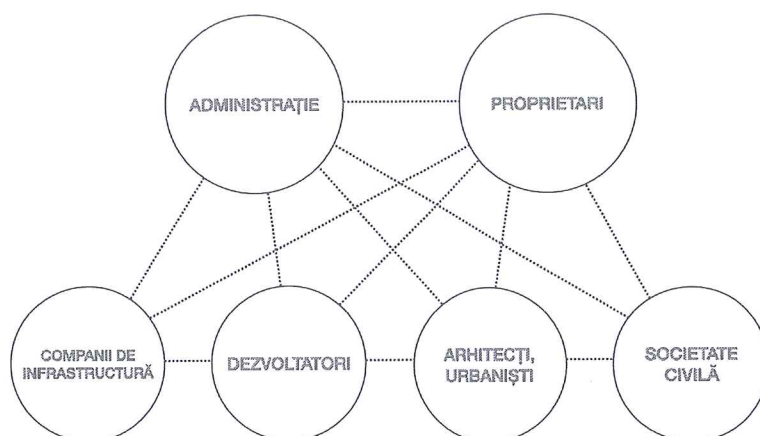 ADMINISTRAȚIE
PROPRIETARI
COMPANII DE
INFRASTRUCTURĂ
DEZVOLTATORI
ARHITECȚI,
URBANIȘTI
SOCIETATE
CIVILĂ